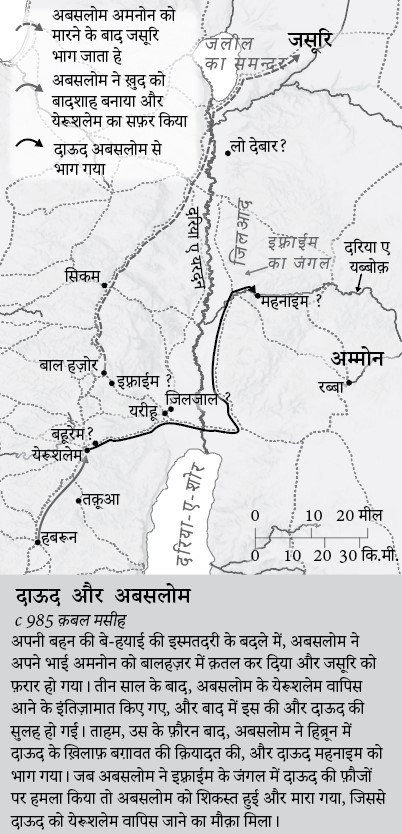 अबसलोम अमनोन को
मारने के बाद जसूरि
भाग जाता हे
अबसलोम ने ख़ुद को
बादशाह बनाया और
येरूशलेम का सफ़र किया
दाऊद अबसलोम से
भाग गया
जलील
का समन्दर
जसूरि
लो देबार?
दरिया ए यरदन
जिलआद
इफ़्राईम
का जंगल
दरिया ए
यब्बोक़
सिकम
महनाइम ?
अम्मोन
रब्बा
बाल हज़ोर
इफ़्राईम ?
जिलजाल ?
यरीहू
बहूरेम?
येरूशलेम
तक़ूआ
हबरून
दरिया-ए-शोर
0 10 20 मील
0 10 20 30 कि.मी.
दाऊद और अबसलोम
c 985 क़बल मसीह
अपनी बहन की बे-हयाई की इस्मतदरी के बदले में, अबसलोम ने
अपने भाई अमनोन को बालहज़र में क़तल कर दिया और जसूरि को
फ़रार हो गया। तीन साल के बाद, अबसलोम के येरूशलेम वापिस
आने के इंतिज़ामात किए गए, और बाद में इस की और दाऊद की
सुलह हो गई। ताहम, उस के फ़ौरन बाद, अबसलोम ने हिब्रून में
दाऊद के ख़िलाफ़ बग़ावत की क़ियादत की, और दाऊद महनाइम को
भाग गया। जब अबसलोम ने इफ़्राईम के जंगल में दाऊद की फ़ौजों
पर हमला किया तो अबसलोम को शिकस्त हुई और मारा गया, जिससे
दाऊद को येरूशलेम वापिस जाने का मौक़ा मिला।